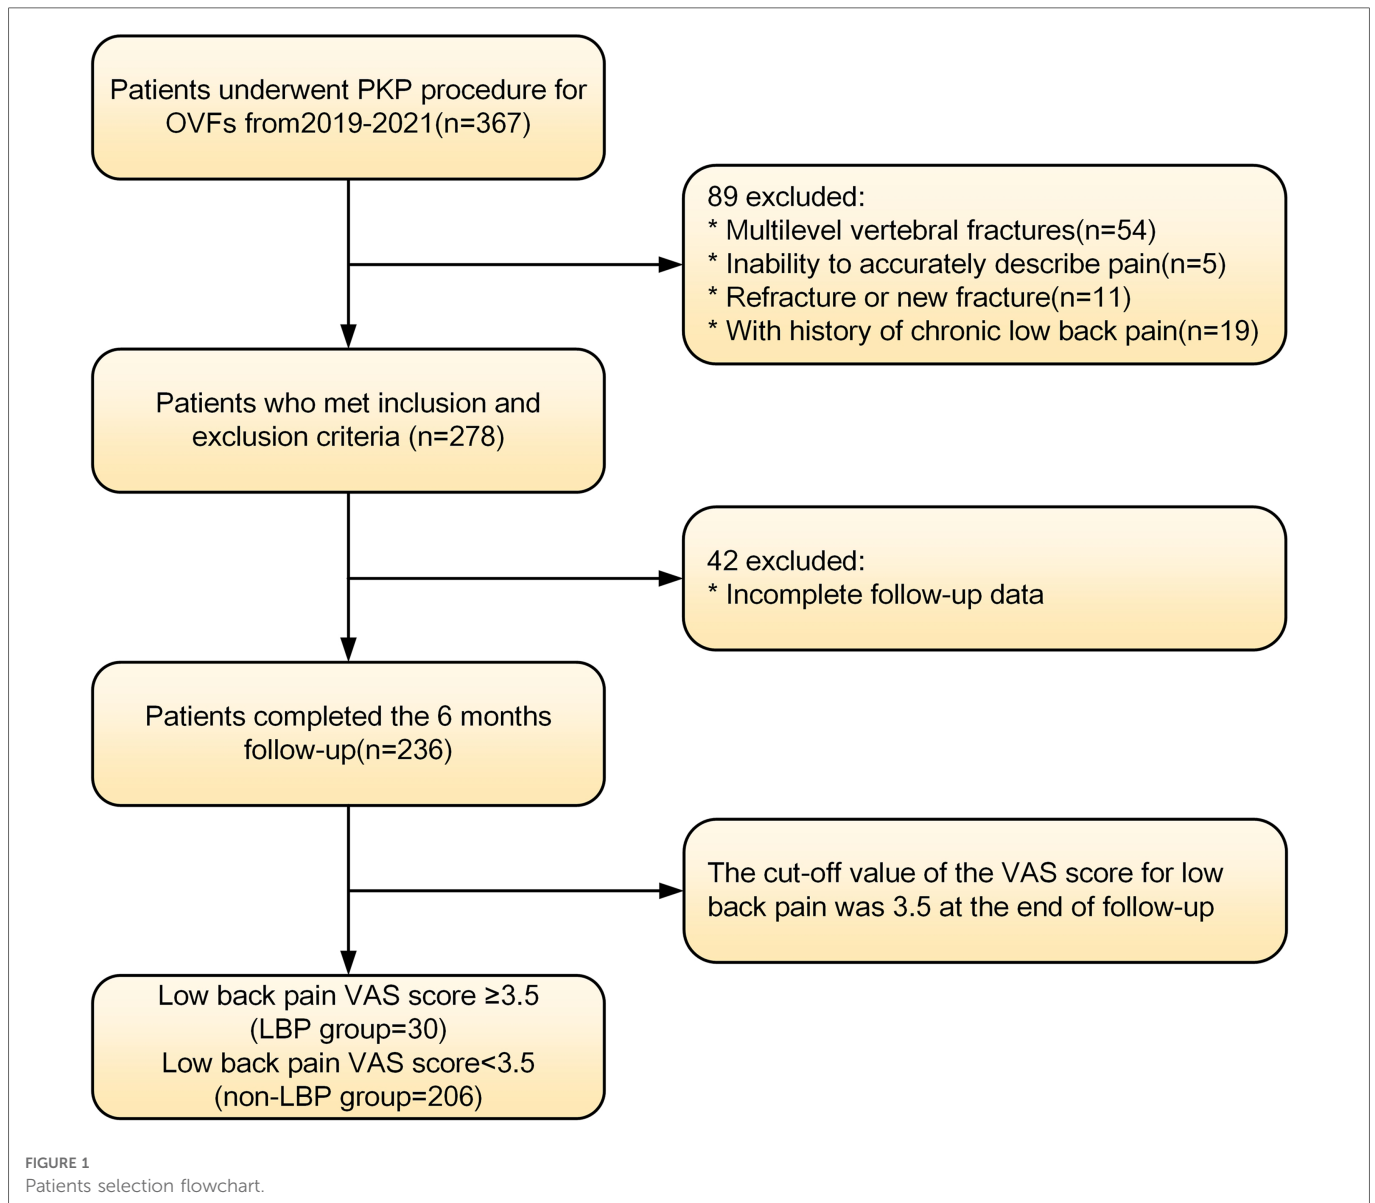 Patients underwent PKP procedure for
OVFs from2019-2021(n=367)
89 excluded:
* Multilevel vertebral fractures(n=54)
* Inability to accurately describe pain(n=5)
* Refracture or new fracture(n=11)
* With history of chronic low back pain(n=19)
Patients who met inclusion and
exclusion criteria (n=278)
42 excluded:
* Incomplete follow-up data
Patients completed the 6 months
follow-up(n=236)
The cut-off value of the VAS score for low
back pain was 3.5 at the end of follow-up
Low back pain VAS score ≥3.5
(LBP group=30)
Low back pain VAS score<3.5
(non-LBP group=206)
FIGURE 1
Patients selection flowchart.